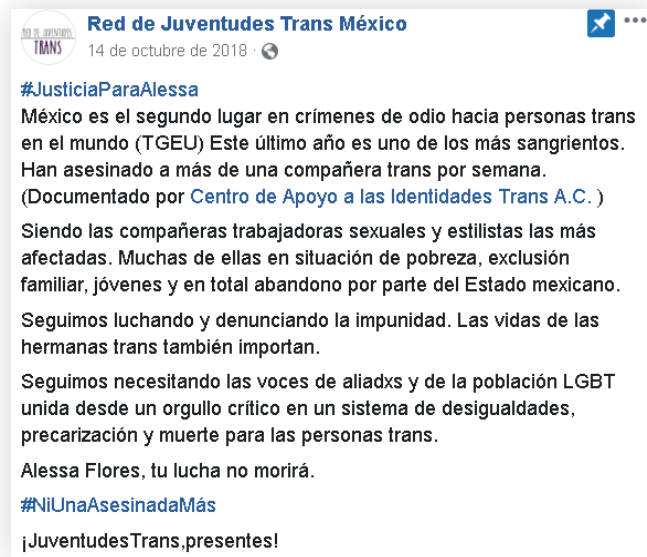 RED DE JUVENTUDES
TRANS
Red de Juventudes Trans México
14 de octubre de 2018 ·
#JusticiaParaAlessa
México es el segundo lugar en crímenes de odio hacia personas trans
en el mundo (TGEU) Este último año es uno de los más sangrientos.
Han asesinado a más de una compañera trans por semana.
(Documentado por Centro de Apoyo a las Identidades Trans A.C. )
Siendo las compañeras trabajadoras sexuales y estilistas las más
afectadas. Muchas de ellas en situación de pobreza, exclusión
familiar, jóvenes y en total abandono por parte del Estado mexicano.
Seguimos luchando y denunciando la impunidad. Las vidas de las
hermanas trans también importan.
Seguimos necesitando las voces de aliadxs y de la población LGBT
unida desde un orgullo crítico en un sistema de desigualdades,
precarización y muerte para las personas trans.
Alessa Flores, tu lucha no morirá.
#NiUnaAsesinadaMás
¡JuventudesTrans,presentes!